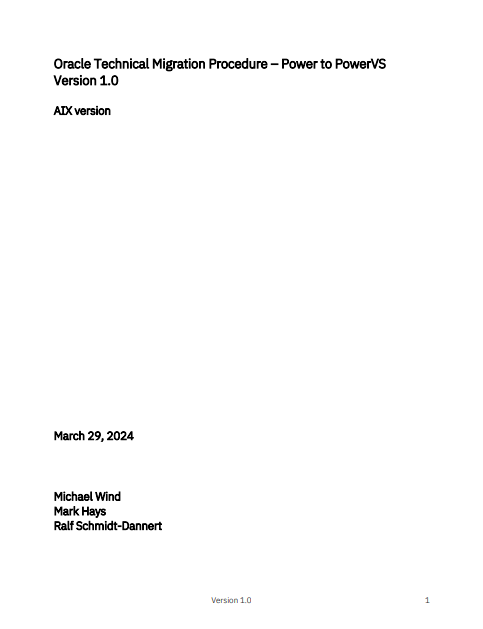 Oracle Technical Migration Procedure – Power to PowerVS
Version 1.0
AIX version
March 29, 2024
Michael Wind
Mark Hays
Ralf Schmidt-Dannert
Version 1.0 1